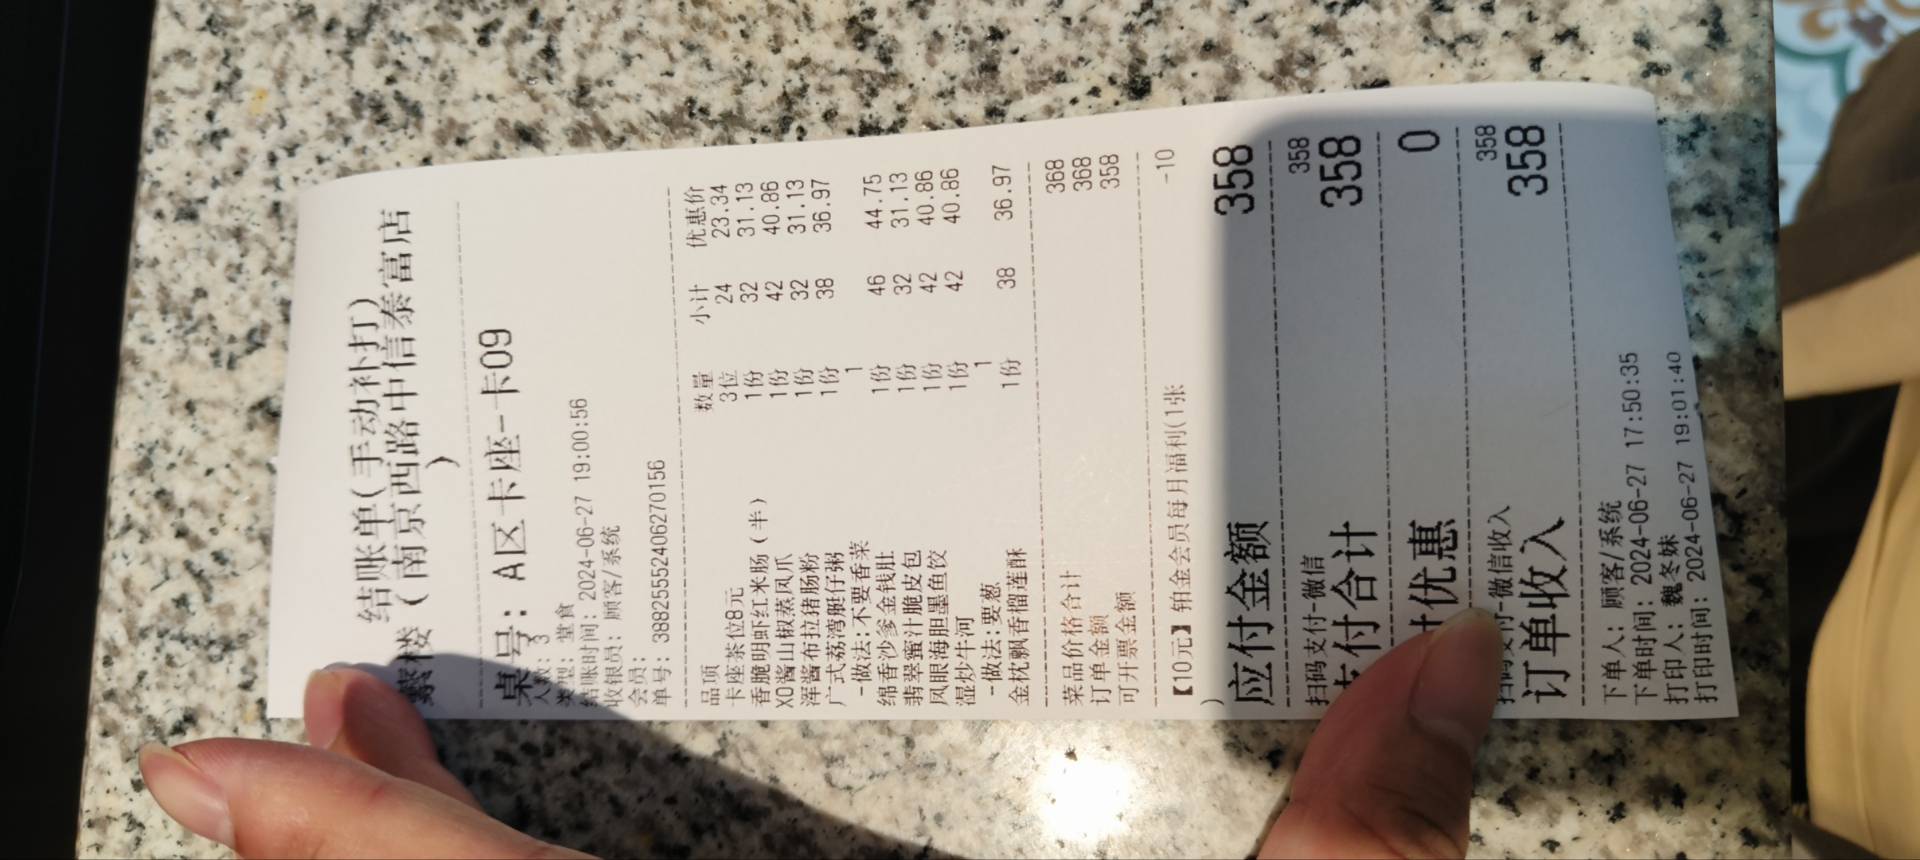 结账单(手动补打)
繁楼（南京西路中信泰富店
）
桌号: A区卡座-卡09
人数: 3
类型: 堂食
结账时间: 2024-06-27 19:00:56
收银员: 顾客/系统
会员:
单号: 38825552406270156
品项 数量 小计 优惠价
卡座茶位8元 3位 24 23.34
香脆明虾红米肠(半) 1份 32 31.13
XO酱山椒蒸凤爪 1份 42 40.86
浑酱布拉猪肠粉 1份 32 31.13
广式荔湾艇仔粥 1份 38 36.97
-做法:不要香菜 1
绵香沙爹金钱肚 1份 46 44.75
翡翠蜜汁脆皮包 1份 32 31.13
凤眼海胆墨鱼饺 1份 42 40.86
湿炒牛河 1份 42 40.86
-做法:要葱 1
金枕飘香榴莲酥 1份 38 36.97
菜品价格合计 368
订单金额 368
可开票金额 358
【10元】铂金会员每月福利(1张 -10
)
应付金额 358
扫码支付-微信 358
支付合计 358
优惠 0
扫码支付-微信收入 358
订单收入 358
下单人: 顾客/系统
下单时间: 2024-06-27 17:50:35
打印人: 魏冬妹
打印时间: 2024-06-27 19:01:40